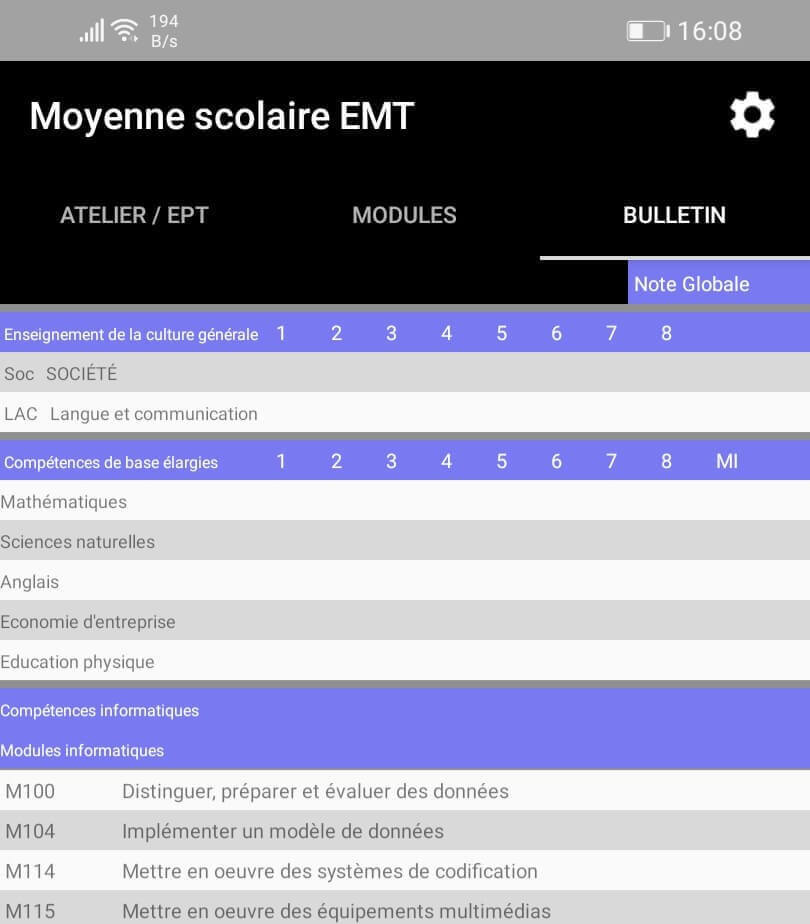 194
B/s
16:08
Moyenne scolaire EMT
ATELIER / EPT MODULES BULLETIN
Note Globale
Enseignement de la culture générale 1 2 3 4 5 6 7 8
Soc SOCIÉTÉ
LAC Langue et communication
Compétences de base élargies 1 2 3 4 5 6 7 8 MI
Mathématiques
Sciences naturelles
Anglais
Economie d'entreprise
Education physique
Compétences informatiques
Modules informatiques
M100 Distinguer, préparer et évaluer des données
M104 Implémenter un modèle de données
M114 Mettre en oeuvre des systèmes de codification
M115 Mettre en oeuvre des équipements multimédias